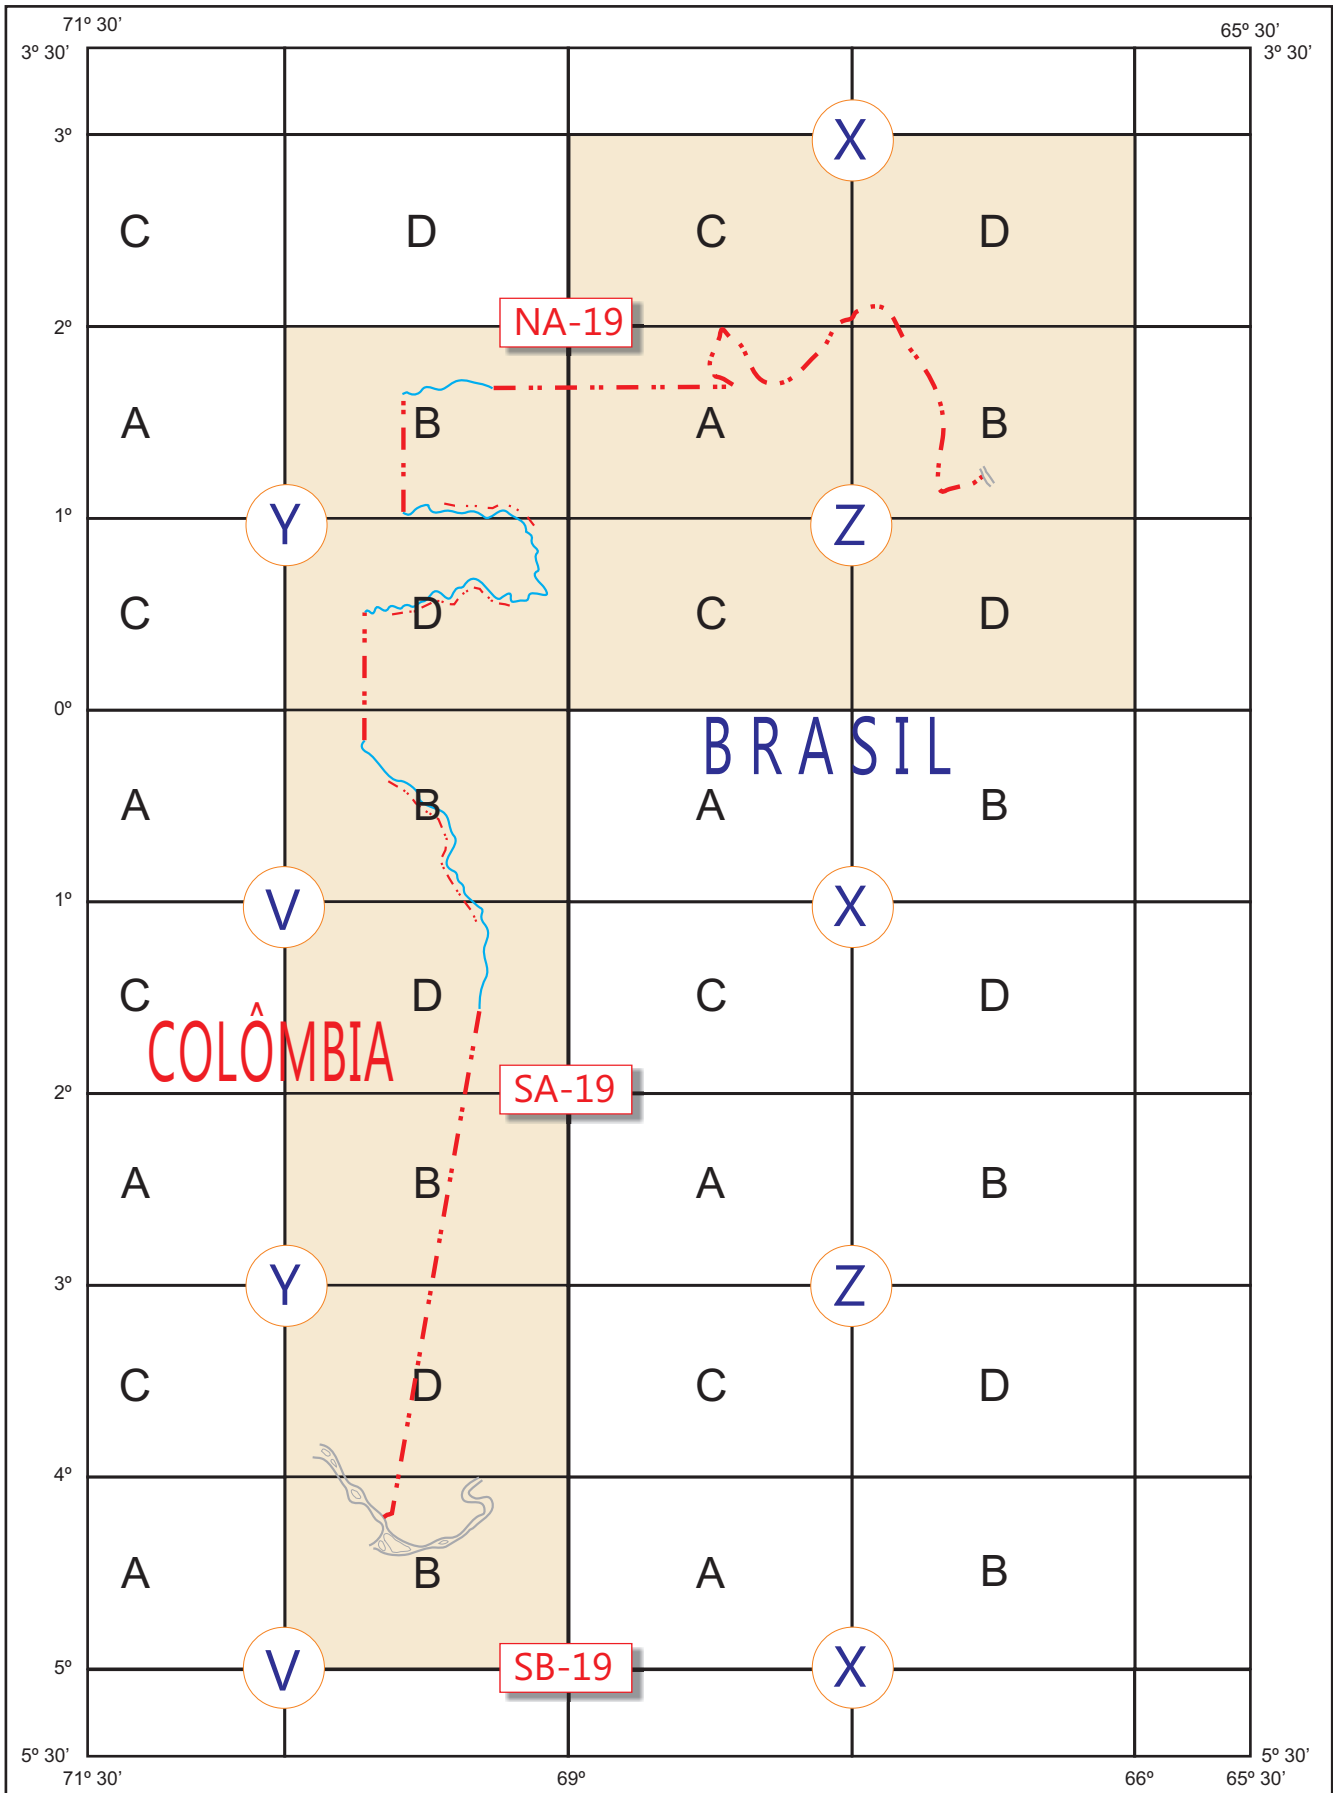 71º 30’ 65º 30’
3º 30’ 3º 30’
3º X
C D C D
2º NA-19
A B A B
1º Y Z
C D C D
0º
BRASIL
A B A B
1º V X
C D C D
COLÔMBIA
2º SA-19
A B A B
3º Y Z
C D C D
4º
A B A B
5º V SB-19 X
5º 30’ 5º 30’
71º 30’ 69º 66º 65º 30’